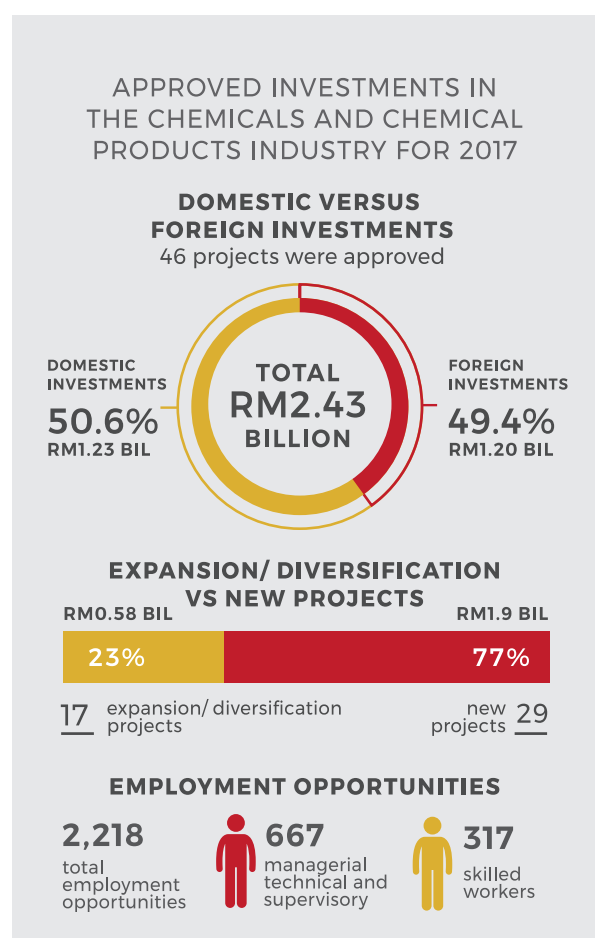 APPROVED INVESTMENTS IN
THE CHEMICALS AND CHEMICAL
PRODUCTS INDUSTRY FOR 2017
DOMESTIC VERSUS
FOREIGN INVESTMENTS
46 projects were approved
DOMESTIC
INVESTMENTS
50.6%
RM1.23 BIL
TOTAL
RM2.43
BILLION
FOREIGN
INVESTMENTS
49.4%
RM1.20 BIL
EXPANSION/ DIVERSIFICATION
VS NEW PROJECTS
RM0.58 BIL
RM1.9 BIL
23%
77%
17 expansion/ diversification
projects
new
projects 29
EMPLOYMENT OPPORTUNITIES
2,218
total
employment
opportunities
667
managerial
technical and
supervisory
317
skilled
workers